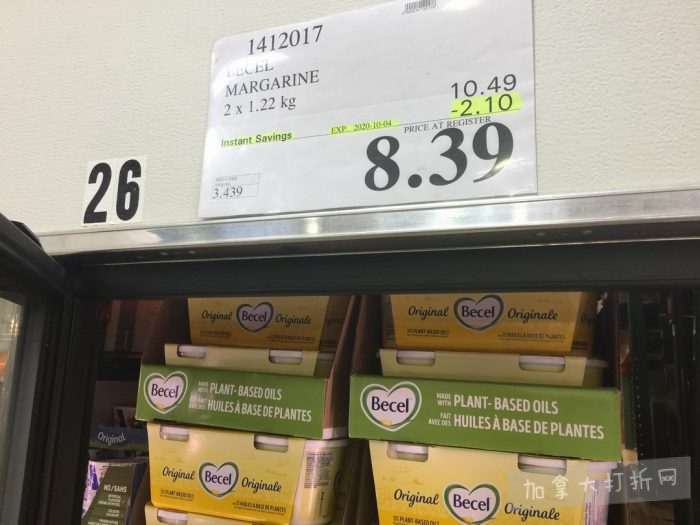 1412017
BECEL
MARGARINE
2 x 1.22 kg
10.49
-2.10
Instant Savings
EXP. 2020-10-04
PRICE AT REGISTER
8.39
3.439
26
Original Becel Originale
Original Becel Originale
Becel MADE WITH PLANT-BASED OILS
FAIT AVEC DES HUILES À BASE DE PLANTES
Becel MADE WITH PLANT-BASED OILS
FAIT AVEC DES HUILES À BASE DE PLANTES
Original Becel Originale
Original Becel Originale
Original
NO/SANS
加拿大打折网